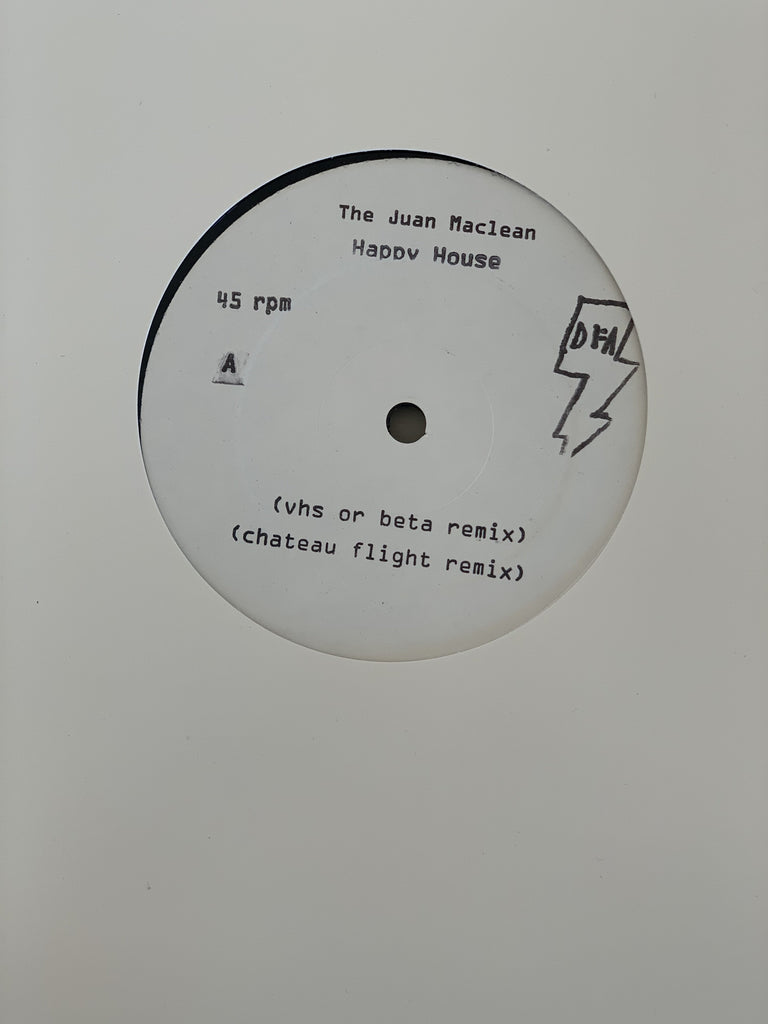 The Juan Maclean
Happy House
45 rpm
DFA
A
(vhs or beta remix)
(chateau flight remix)